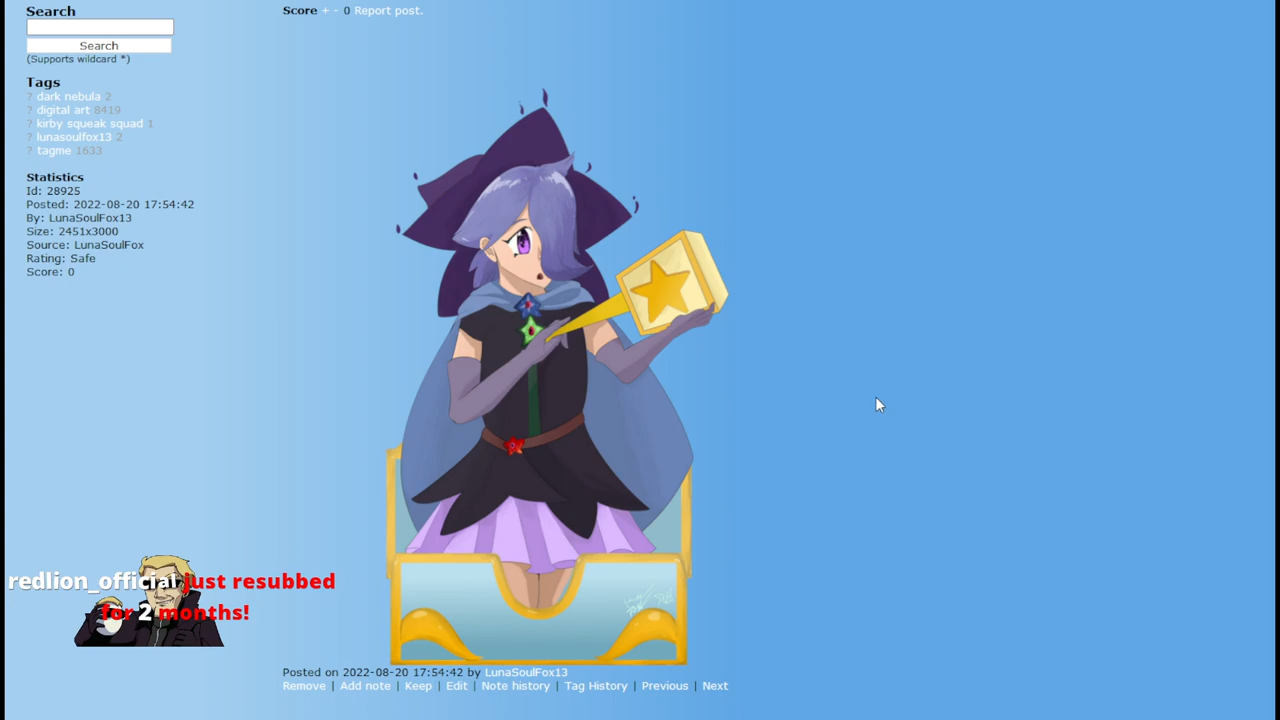 Search
Search
(Supports wildcard *)
Tags
? dark nebula 2
? digital art 8419
? kirby squeak squad 1
? lunasoulfox13 2
? tagme 1633
Statistics
Id: 28925
Posted: 2022-08-20 17:54:42
By: LunaSoulFox13
Size: 2451x3000
Source: LunaSoulFox
Rating: Safe
Score: 0
Score + - 0 Report post.
redlion_official just resubbed
for 2 months!
Posted on 2022-08-20 17:54:42 by LunaSoulFox13
Remove | Add note | Keep | Edit | Note history | Tag History | Previous | Next